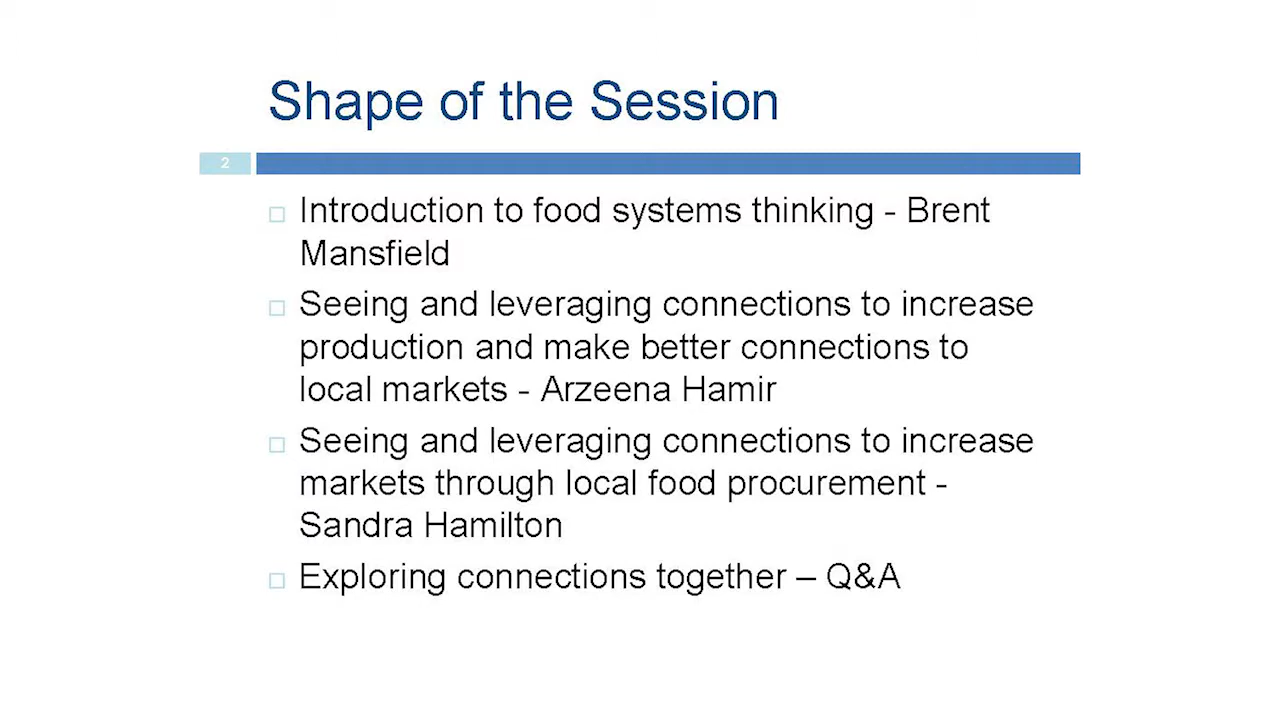 Shape of the Session
2
Introduction to food systems thinking - Brent
Mansfield
Seeing and leveraging connections to increase
production and make better connections to
local markets - Arzeena Hamir
Seeing and leveraging connections to increase
markets through local food procurement -
Sandra Hamilton
Exploring connections together – Q&A